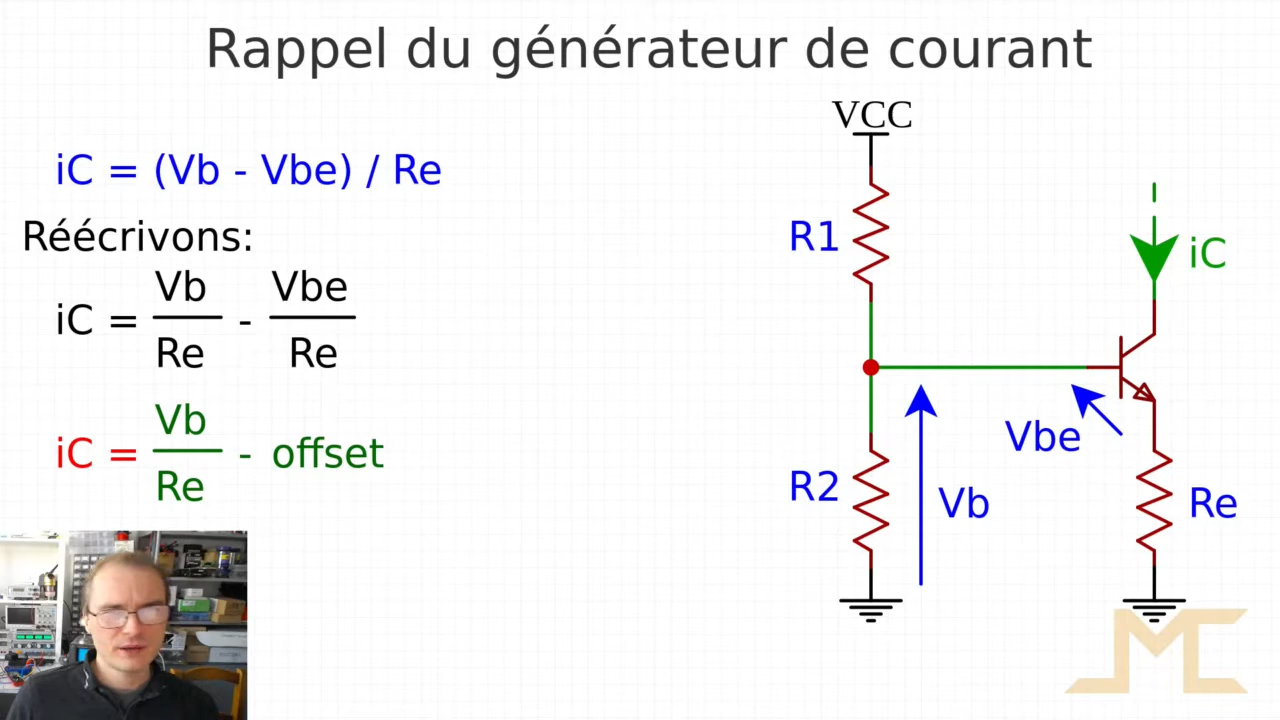 Rappel du générateur de courant
VCC
iC = (Vb - Vbe) / Re
Réécrivons:
R1
iC
Vb Vbe
iC = -
Re Re
Vbe
Vb
iC = - offset
Re
R2
Vb
Re
MC